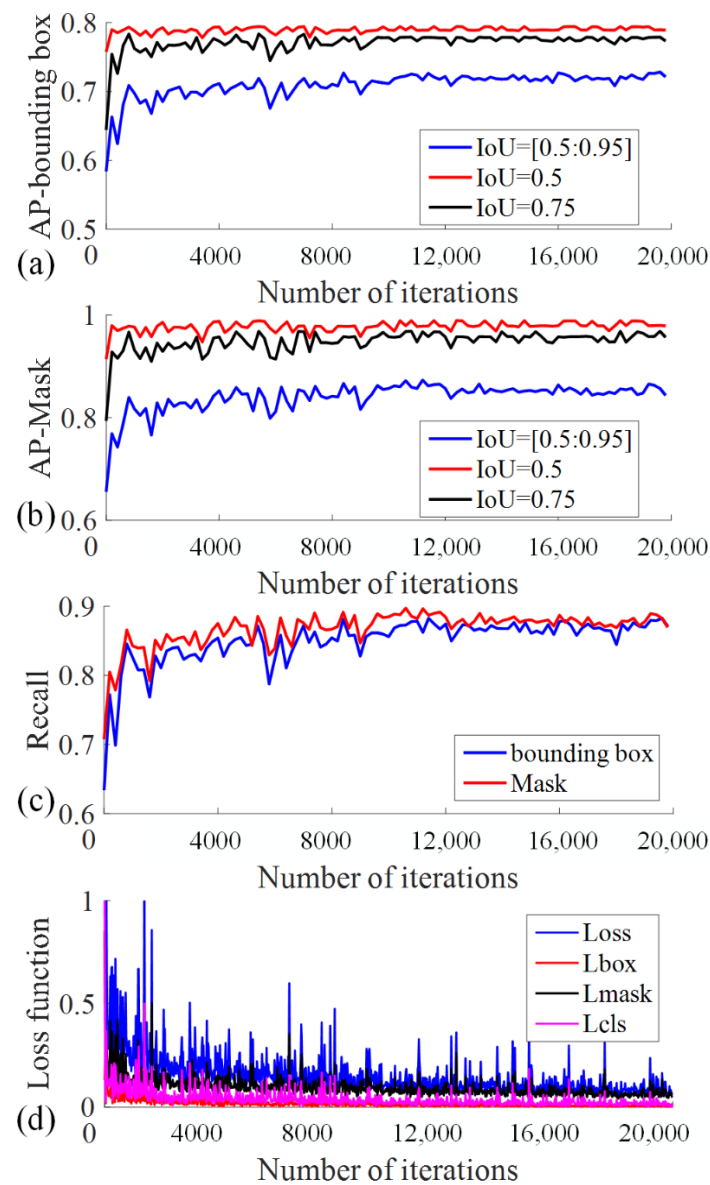 AP-bounding box
0.8
0.7
0.6
0.5
IoU=[0.5:0.95]
IoU=0.5
IoU=0.75
(a)
0 4000 8000 12,000 16,000 20,000
Number of iterations
AP-Mask
1
0.8
0.6
IoU=[0.5:0.95]
IoU=0.5
IoU=0.75
(b)
0 4000 8000 12,000 16,000 20,000
Number of iterations
Recall
0.9
0.8
0.7
0.6
bounding box
Mask
(c)
0 4000 8000 12,000 16,000 20,000
Number of iterations
Loss function
1
0.5
0
Loss
Lbox
Lmask
Lcls
(d)
0 4000 8000 12,000 16,000 20,000
Number of iterations